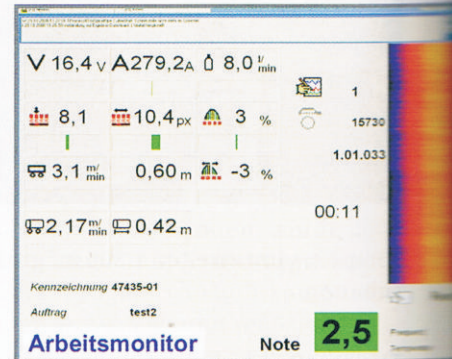 V 16,4 V A 279,2 A 8,0 l/min
1
8,1 10,4 px 3 %
15730
1.01.033
3,1 m/min 0,60 m -3 %
00:11
2,17 m/min 0,42 m
Kennzeichnung 47435-01
Auftrag test2
Arbeitsmonitor Note 2,5